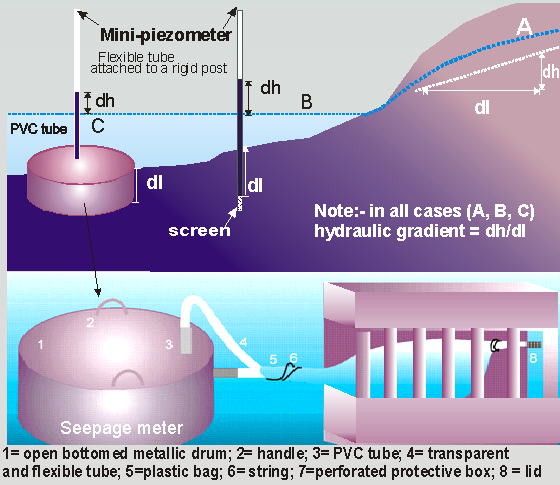 Mini-piezometer
Flexible tube
attached to a rigid post
A
dh
dl
dh
dh
B
PVC tube
C
dl
dl
screen
Note:- in all cases (A, B, C)
hydraulic gradient = dh/dl
1
2
3
4
5
6
8
Seepage meter
1= open bottomed metallic drum; 2= handle; 3= PVC tube; 4= transparent
and flexible tube; 5=plastic bag; 6= string; 7=perforated protective box; 8 = lid